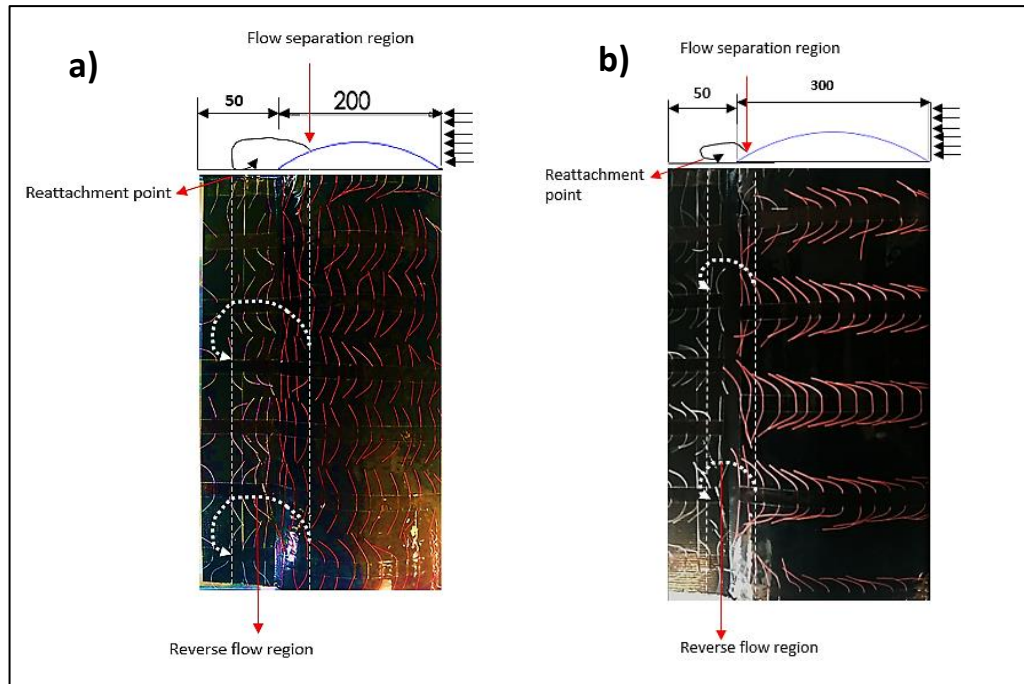 a)
Flow separation region
50
200
Reattachment point
Reverse flow region
b)
Flow separation region
50
300
Reattachment
point
Reverse flow region